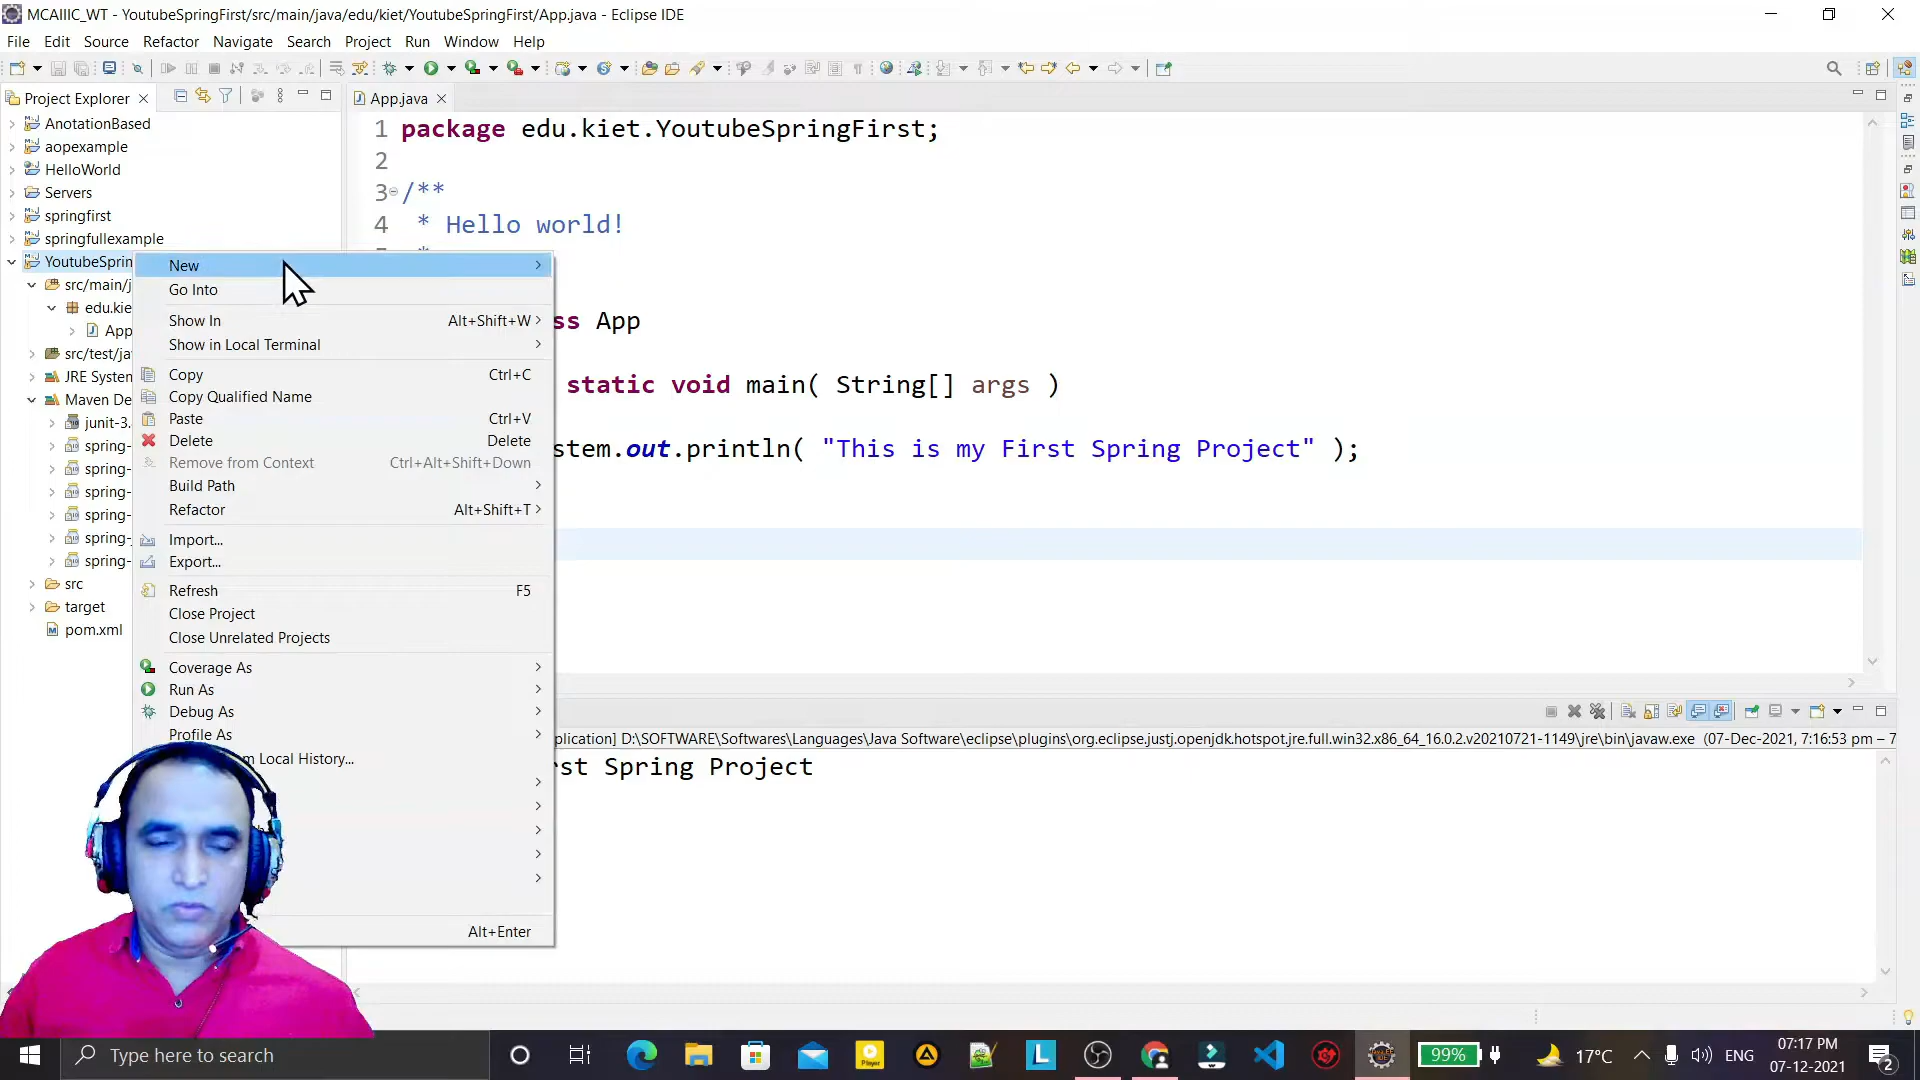 MCAIIIC_WT - YoutubeSpringFirst/src/main/java/edu/kiet/YoutubeSpringFirst/App.java - Eclipse IDE
File Edit Source Refactor Navigate Search Project Run Window Help
Project Explorer
App.java
AnotationBased
aopexample
HelloWorld
Servers
springfirst
springfullexample
YoutubeSprin
src/main/j
edu.kie
App
src/test/ja
JRE System
Maven De
junit-3.
spring-
spring-
spring-
spring-
spring-
spring-
src
target
pom.xml
New
Go Into
Show In Alt+Shift+W
Show in Local Terminal
Copy Ctrl+C
Copy Qualified Name
Paste Ctrl+V
Delete Delete
Remove from Context Ctrl+Alt+Shift+Down
Build Path
Refactor Alt+Shift+T
Import...
Export...
Refresh F5
Close Project
Close Unrelated Projects
Coverage As
Run As
Debug As
Profile As
m Local History...
Alt+Enter
1 package edu.kiet.YoutubeSpringFirst;
2
3 /**
4 * Hello world!
*
ss App
static void main( String[] args )
stem.out.println( "This is my First Spring Project" );
plication] D:\SOFTWARE\Softwares\Languages\Java Software\eclipse\plugins\org.eclipse.justj.openjdk.hotspot.jre.full.win32.x86_64_16.0.2.v20210721-1149\jre\bin\javaw.exe (07-Dec-2021, 7:16:53 pm – 7
rst Spring Project
Type here to search
99%
17°C
ENG
07:17 PM
07-12-2021
2